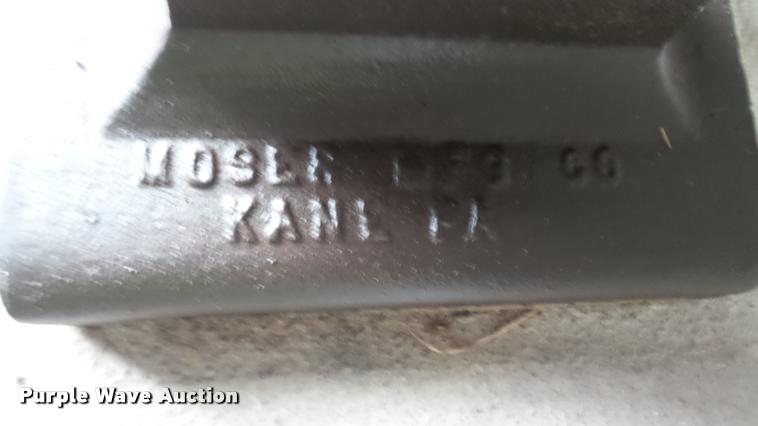 MOSER MFG CO
KANE PA
Purple Wave Auction